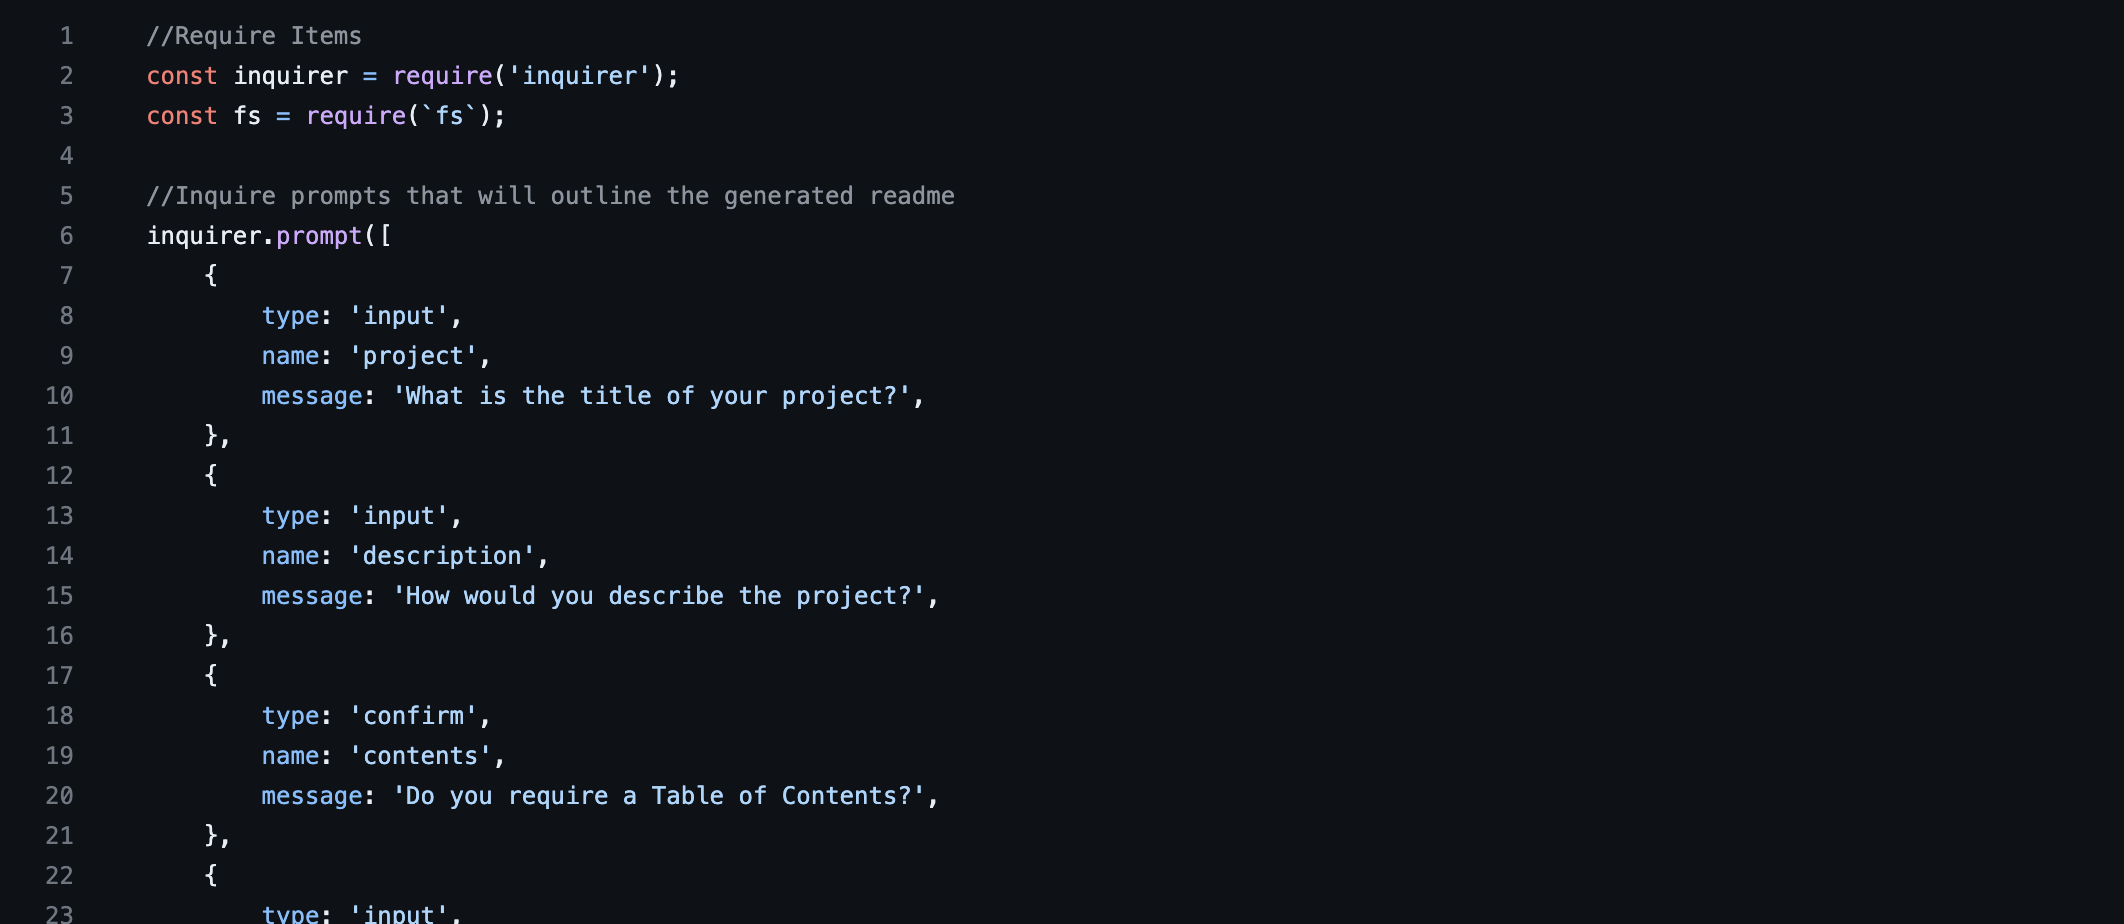 1 //Require Items
2 const inquirer = require('inquirer');
3 const fs = require(`fs`);
4
5 //Inquire prompts that will outline the generated readme
6 inquirer.prompt([
7     {
8         type: 'input',
9         name: 'project',
10         message: 'What is the title of your project?',
11     },
12     {
13         type: 'input',
14         name: 'description',
15         message: 'How would you describe the project?',
16     },
17     {
18         type: 'confirm',
19         name: 'contents',
20         message: 'Do you require a Table of Contents?',
21     },
22     {
23         type: 'input',